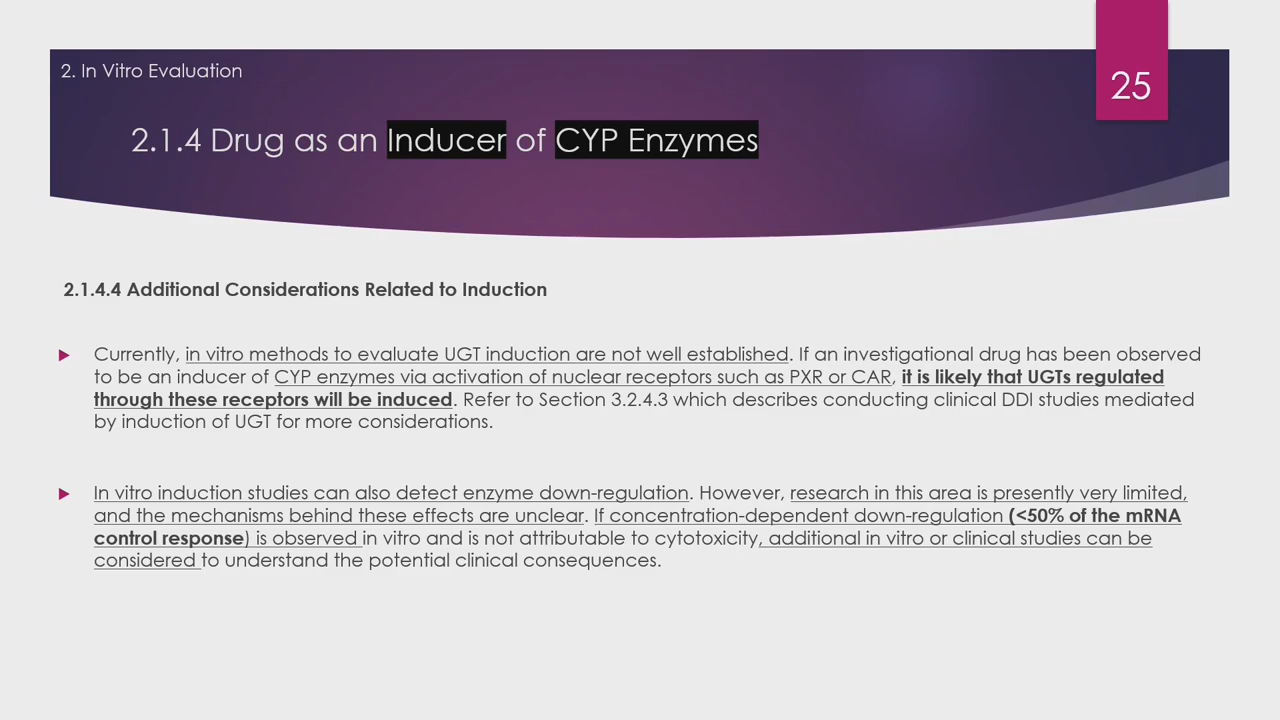 2. In Vitro Evaluation
25
2.1.4 Drug as an Inducer of CYP Enzymes
2.1.4.4 Additional Considerations Related to Induction
Currently, in vitro methods to evaluate UGT induction are not well established. If an investigational drug has been observed
to be an inducer of CYP enzymes via activation of nuclear receptors such as PXR or CAR, it is likely that UGTs regulated
through these receptors will be induced. Refer to Section 3.2.4.3 which describes conducting clinical DDI studies mediated
by induction of UGT for more considerations.
In vitro induction studies can also detect enzyme down-regulation. However, research in this area is presently very limited,
and the mechanisms behind these effects are unclear. If concentration-dependent down-regulation (<50% of the mRNA
control response) is observed in vitro and is not attributable to cytotoxicity, additional in vitro or clinical studies can be
considered to understand the potential clinical consequences.